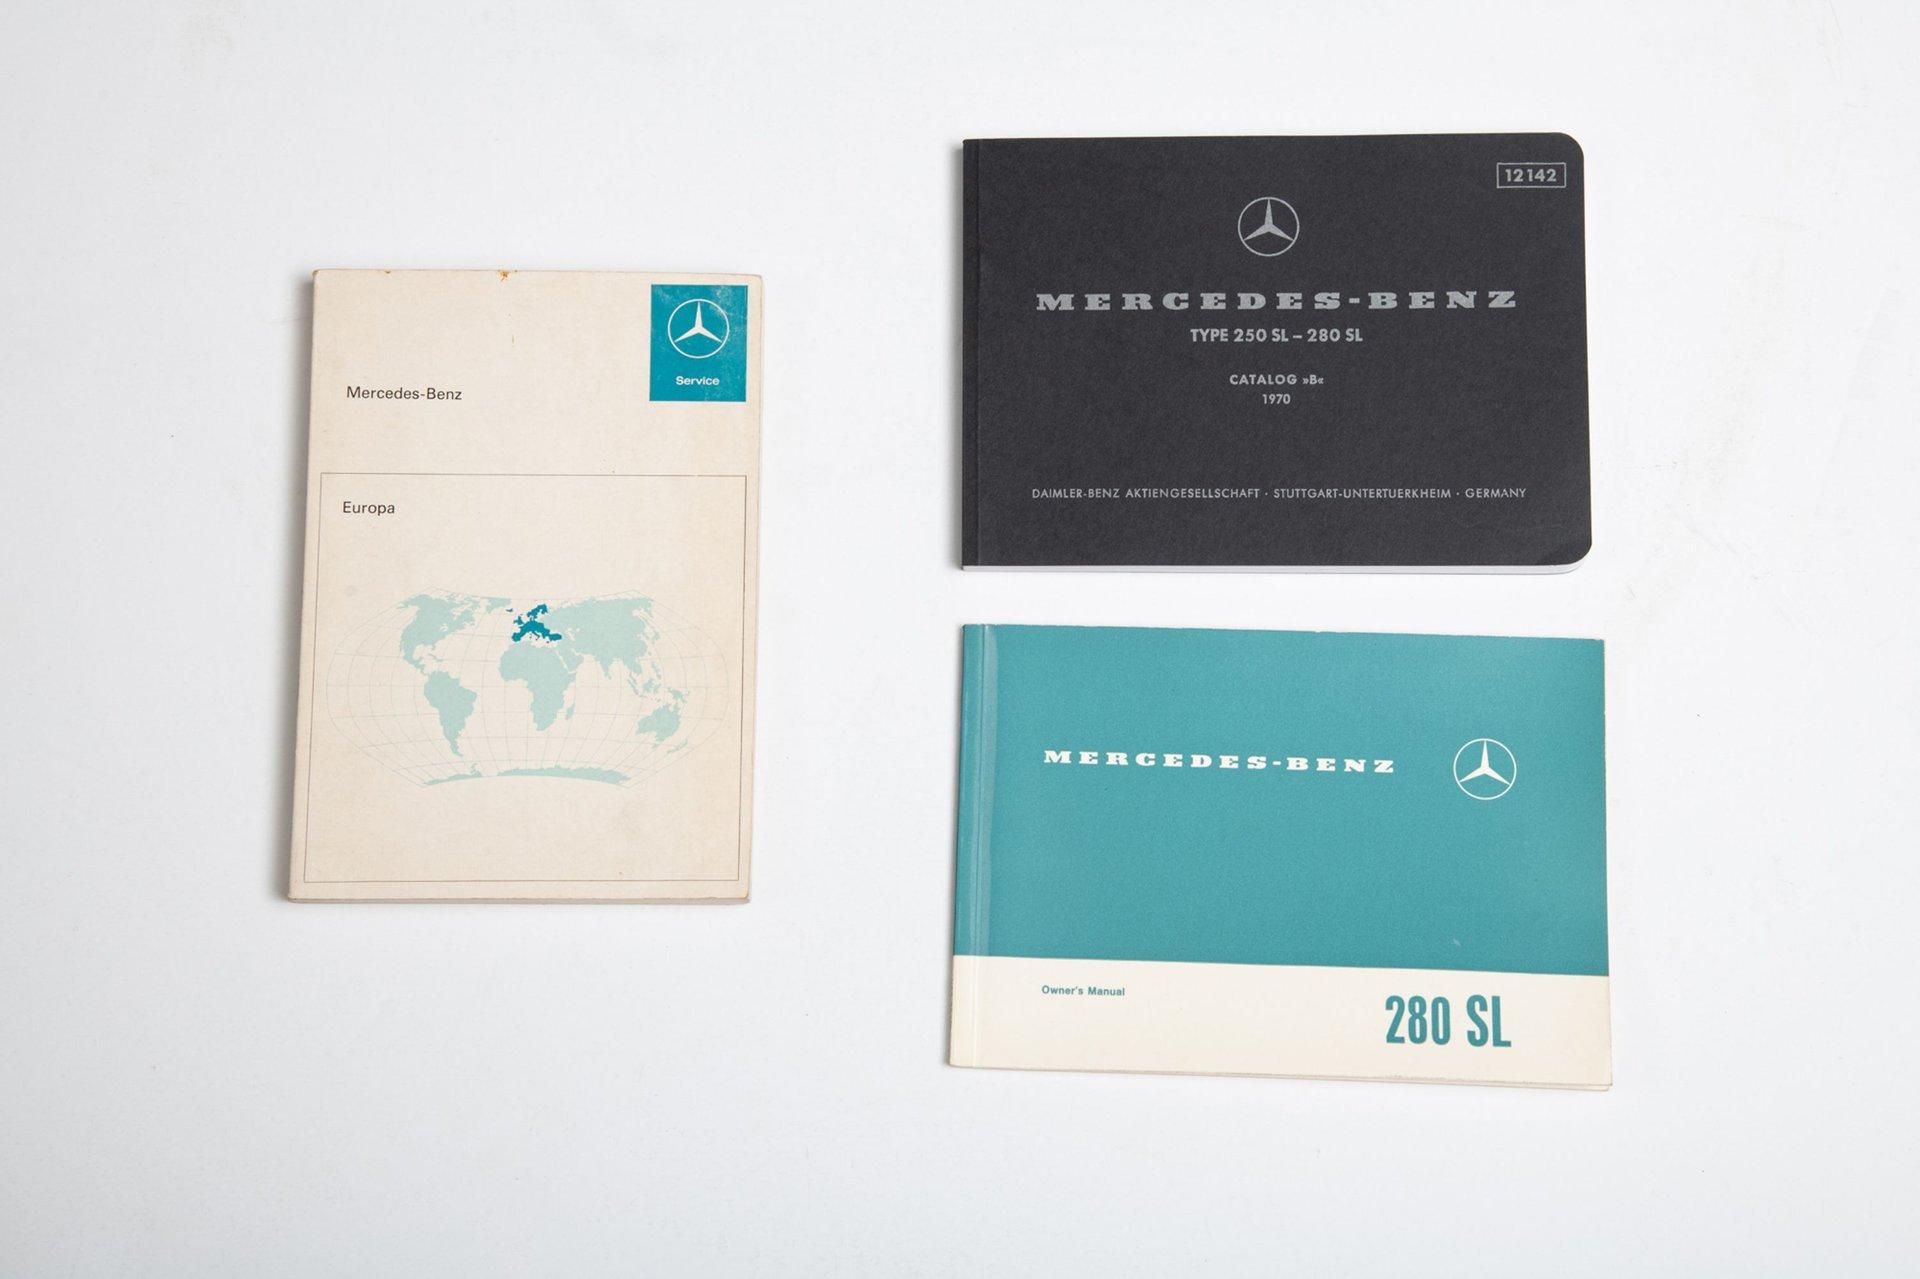 Service
Mercedes-Benz
Europa
12142
MERCEDES-BENZ
TYPE 250 SL – 280 SL
CATALOG »B«
1970
DAIMLER-BENZ AKTIENGESELLSCHAFT · STUTTGART-UNTERTUERKHEIM · GERMANY
MERCEDES-BENZ
Owner's Manual
280 SL